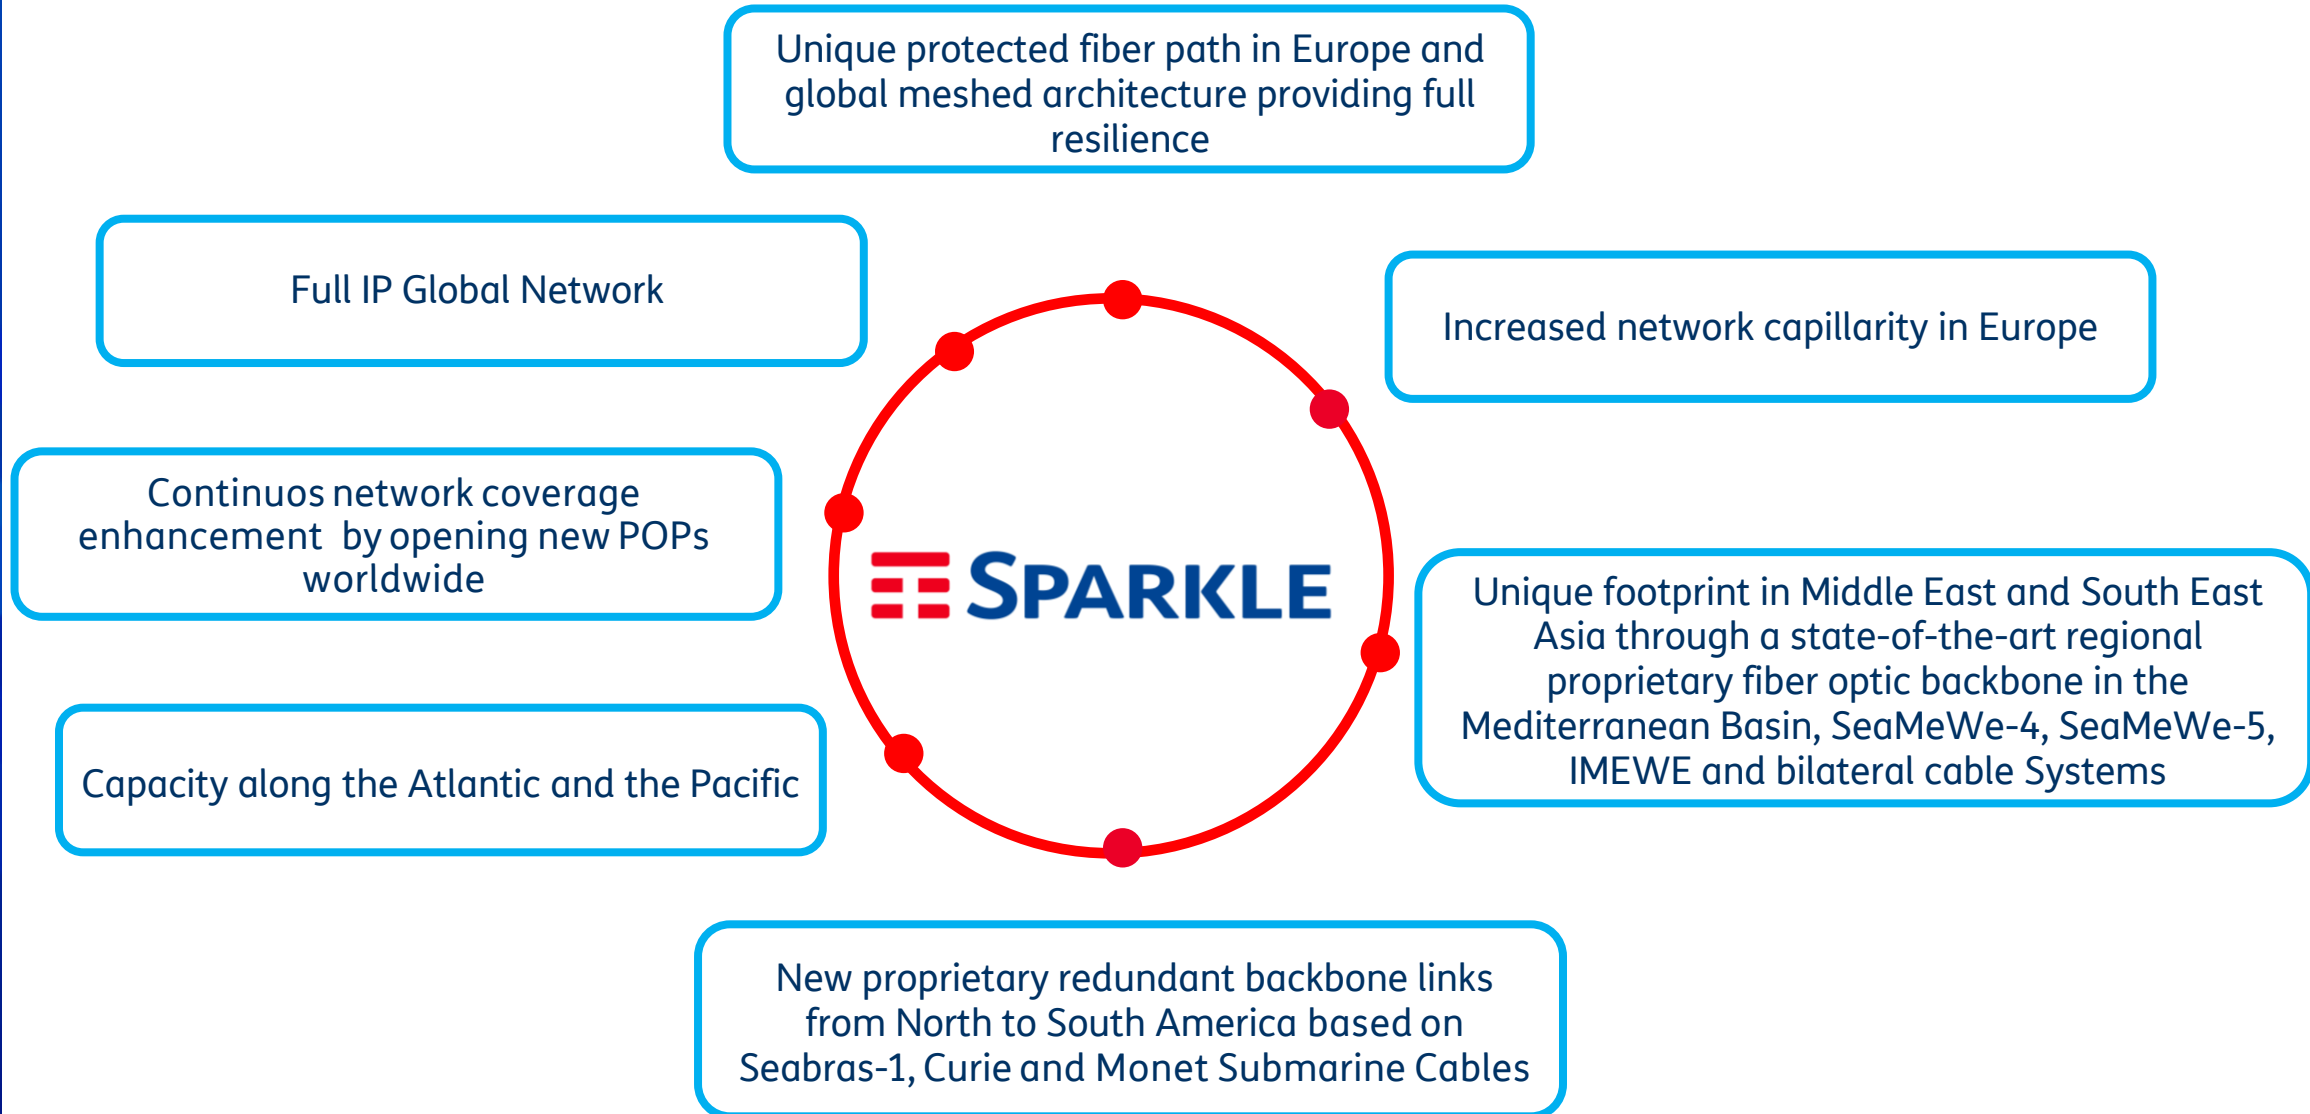 Unique protected fiber path in Europe and
global meshed architecture providing full
resilience
Full IP Global Network
Increased network capillarity in Europe
Continuos network coverage
enhancement by opening new POPs
worldwide
SPARKLE
Unique footprint in Middle East and South East
Asia through a state-of-the-art regional
proprietary fiber optic backbone in the
Mediterranean Basin, SeaMeWe-4, SeaMeWe-5,
IMEWE and bilateral cable Systems
Capacity along the Atlantic and the Pacific
New proprietary redundant backbone links
from North to South America based on
Seabras-1, Curie and Monet Submarine Cables